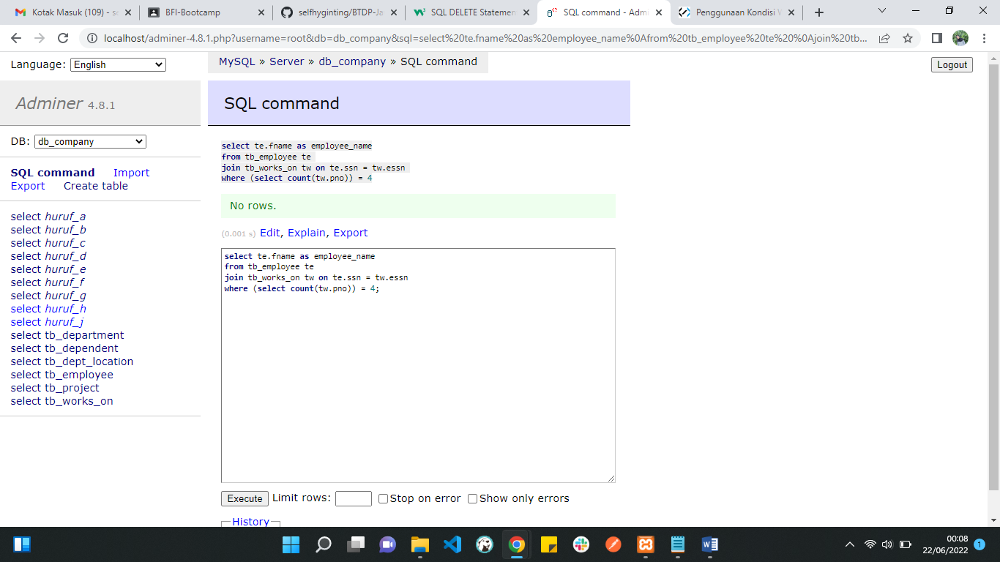 Kotak Masuk (109) - se
BFI-Bootcamp
selfhyginting/BTDP-Ja
SQL DELETE Statemen
SQL command - Admi
Penggunaan Kondisi W
localhost/adminer-4.8.1.php?username=root&db=db_company&sql=select%20te.fname%20as%20employee_name%0Afrom%20tb_employee%20te%20%0Ajoin%20tb...
Language: English
MySQL » Server » db_company » SQL command
Logout
Adminer 4.8.1
SQL command
DB: db_company
SQL command Import
Export Create table
select huruf_a
select huruf_b
select huruf_c
select huruf_d
select huruf_e
select huruf_f
select huruf_g
select huruf_h
select huruf_j
select tb_department
select tb_dependent
select tb_dept_location
select tb_employee
select tb_project
select tb_works_on
select te.fname as employee_name
from tb_employee te
join tb_works_on tw on te.ssn = tw.essn
where (select count(tw.pno)) = 4
No rows.
(0.001 s) Edit, Explain, Export
select te.fname as employee_name
from tb_employee te
join tb_works_on tw on te.ssn = tw.essn
where (select count(tw.pno)) = 4;
Execute Limit rows: Stop on error Show only errors
History
00:08
22/06/2022
1